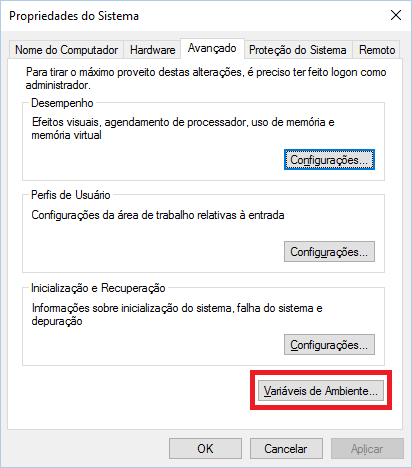 Propriedades do Sistema
Nome do Computador Hardware Avançado Proteção do Sistema Remoto
Para tirar o máximo proveito destas alterações, é preciso ter feito logon como
administrador.
Desempenho
Efeitos visuais, agendamento de processador, uso de memória e
memória virtual
Configurações...
Perfis de Usuário
Configurações da área de trabalho relativas à entrada
Configurações...
Inicialização e Recuperação
Informações sobre inicialização do sistema, falha do sistema e
depuração
Configurações...
Variáveis de Ambiente...
OK Cancelar Aplicar